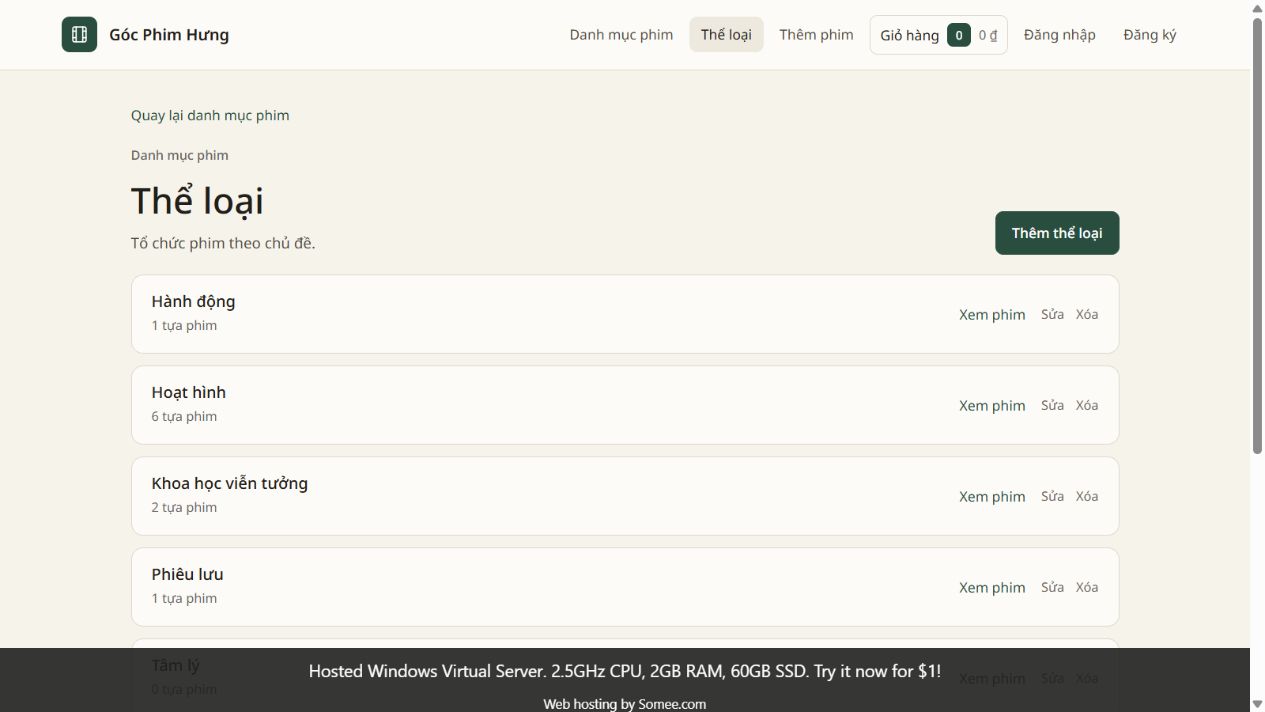 Góc Phim Hưng
Danh mục phim Thể loại Thêm phim Giỏ hàng 0 0 ₫ Đăng nhập Đăng ký
Quay lại danh mục phim
Danh mục phim
Thể loại
Tổ chức phim theo chủ đề.
Thêm thể loại
Hành động
1 tựa phim
Xem phim Sửa Xóa
Hoạt hình
6 tựa phim
Xem phim Sửa Xóa
Khoa học viễn tưởng
2 tựa phim
Xem phim Sửa Xóa
Phiêu lưu
1 tựa phim
Xem phim Sửa Xóa
Tâm lý
0 tựa phim
Xem phim Sửa Xóa
Hosted Windows Virtual Server. 2.5GHz CPU, 2GB RAM, 60GB SSD. Try it now for $1!
Web hosting by Somee.com